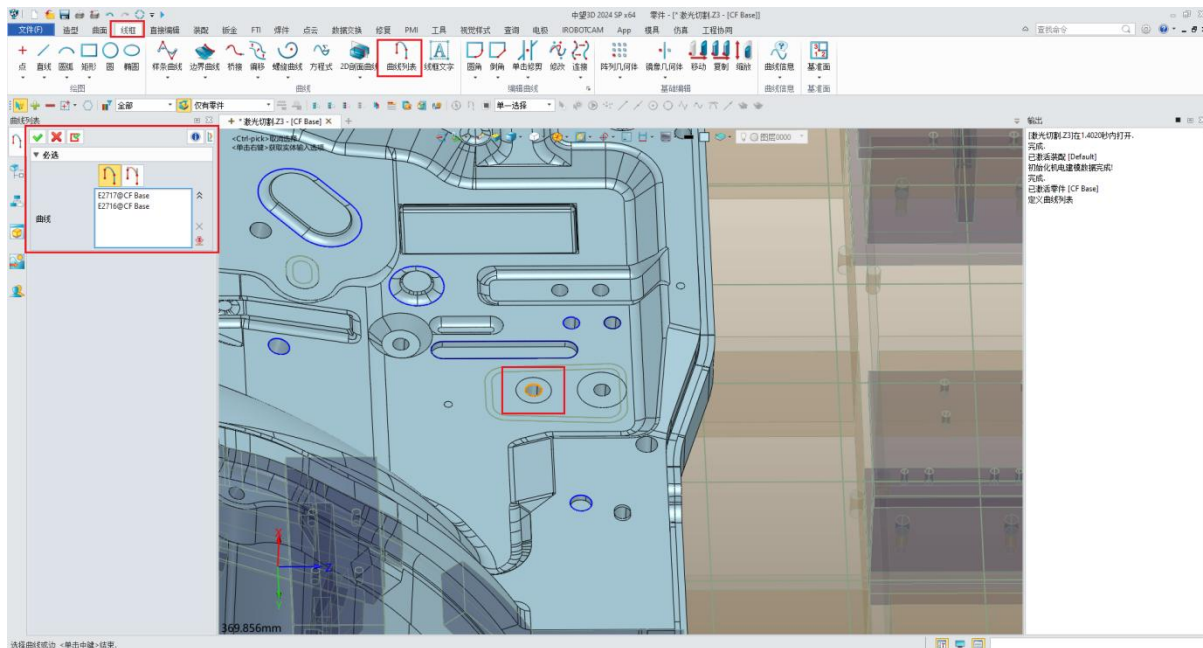 中望3D 2024 SP x64 零件 - [* 激光切割.Z3 - [CF Base]]
文件(F) 造型 曲面 线框 直接编辑 装配 钣金 FTI 焊件 点云 数据交换 修复 PMI 工具 视觉样式 查询 电极 IROBOTCAM App 模具 仿真 工程协同
查找命令
点 直线 圆弧 矩形 圆 椭圆 样条曲线 边界曲线 桥接 偏移 螺旋曲线 方程式 2D剖面曲线 曲线列表 线框文字 圆角 倒角 单击修剪 修改 连接 阵列几何体 镜像几何体 移动 复制 缩放 曲线信息 基准面
绘图 曲线 编辑曲线 基础编辑 曲线信息 基准面
全部 仅有零件 单一选择
曲线列表
* 激光切割.Z3 - [CF Base]
输出
<单击右键>获取实体输入选项
图层0000
必选
E2717@CF Base
E2716@CF Base
曲线
[激光切割.Z3]在1.4020秒内打开.
完成.
已激活装配 [Default]
初始化机电建模数据完成!
完成.
已激活零件 [CF Base]
定义曲线列表
X
Z
Y
369.856mm
选择曲线或边 <单击中键>结束.